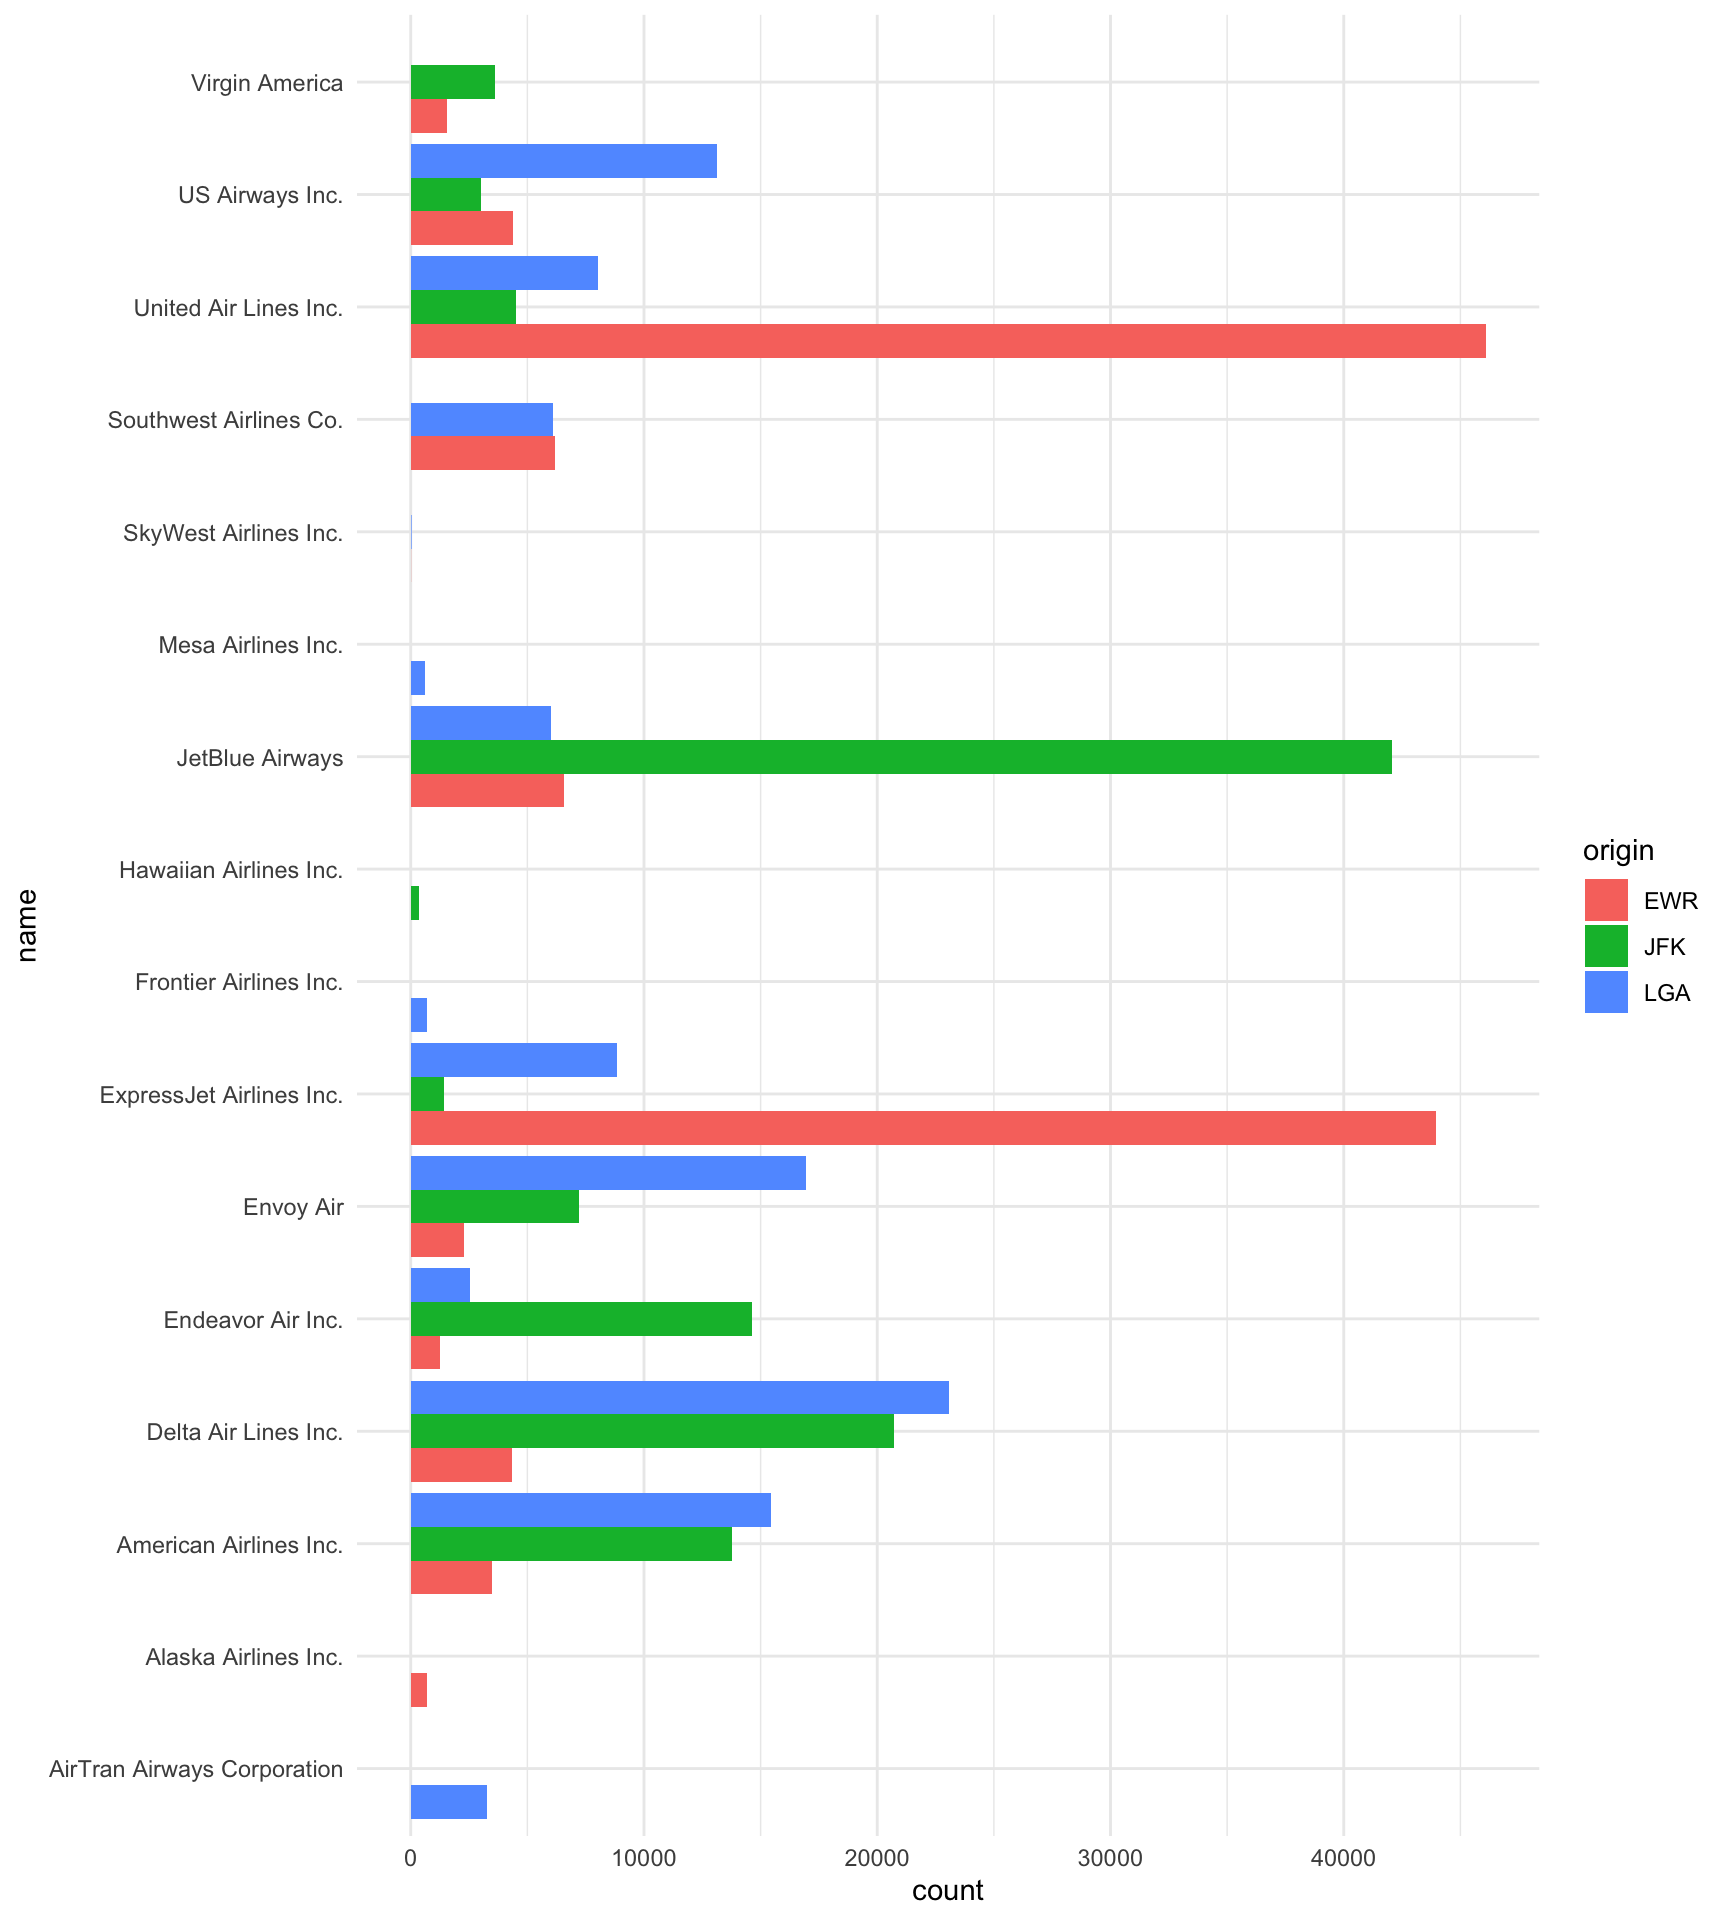 Virgin America
US Airways Inc.
United Air Lines Inc.
Southwest Airlines Co.
SkyWest Airlines Inc.
Mesa Airlines Inc.
JetBlue Airways
Hawaiian Airlines Inc.
Frontier Airlines Inc.
ExpressJet Airlines Inc.
Envoy Air
Endeavor Air Inc.
Delta Air Lines Inc.
American Airlines Inc.
Alaska Airlines Inc.
AirTran Airways Corporation
name
0 10000 20000 30000 40000
count
origin
EWR
JFK
LGA